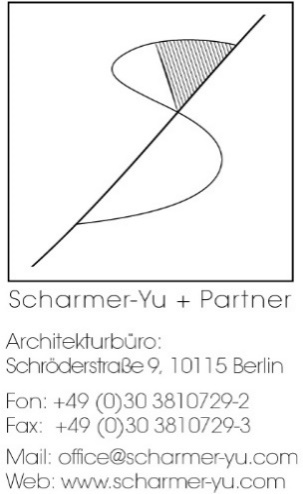 Scharmer-Yu + Partner
Architekturbüro:
Schröderstraße 9, 10115 Berlin
Fon: +49 (0)30 3810729-2
Fax: +49 (0)30 3810729-3
Mail: office@scharmer-yu.com
Web: www.scharmer-yu.com